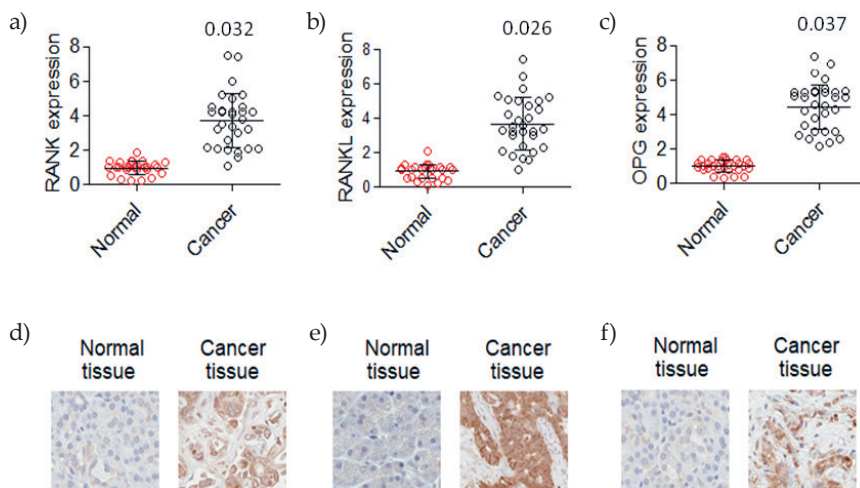 a)
0.032
RANK expression
8
6
4
2
0
Normal
Cancer
b)
0.026
RANKL expression
8
6
4
2
0
Normal
Cancer
c)
0.037
OPG expression
8
6
4
2
0
Normal
Cancer
d)
Normal
tissue
Cancer
tissue
e)
Normal
tissue
Cancer
tissue
f)
Normal
tissue
Cancer
tissue